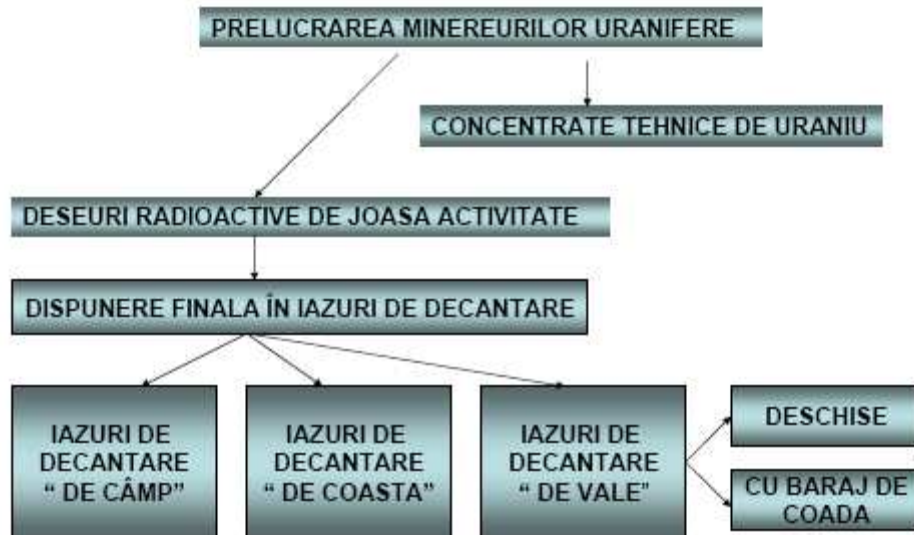 PRELUCRAREA MINEREURILOR URANIFERE
CONCENTRATE TEHNICE DE URANIU
DESEURI RADIOACTIVE DE JOASA ACTIVITATE
DISPUNERE FINALA ÎN IAZURI DE DECANTARE
IAZURI DE
DECANTARE
“ DE CÂMP”
IAZURI DE
DECANTARE
“ DE COASTA”
IAZURI DE
DECANTARE
“ DE VALE”
DESCHISE
CU BARAJ DE
COADA